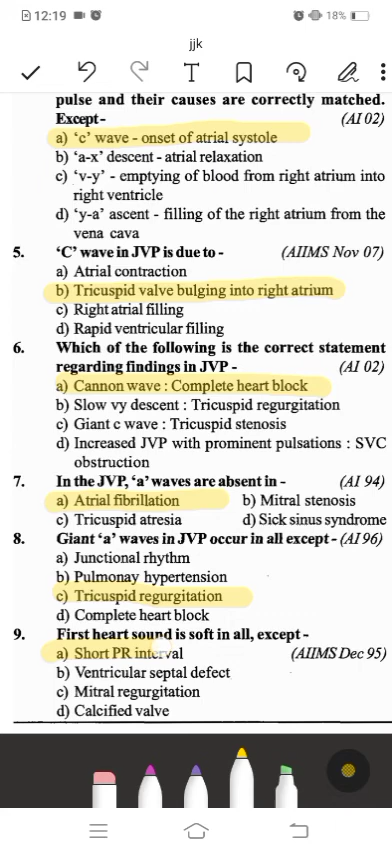 12:19
18%
jjk
T
pulse and their causes are correctly matched.
Except- (AI 02)
a) ‘c’ wave - onset of atrial systole
b) ‘a-x’ descent - atrial relaxation
c) ‘v-y’ - emptying of blood from right atrium into
right ventricle
d) ‘y-a’ ascent - filling of the right atrium from the
vena cava
5. ‘C’ wave in JVP is due to - (AIIMS Nov 07)
a) Atrial contraction
b) Tricuspid valve bulging into right atrium
c) Right atrial filling
d) Rapid ventricular filling
6. Which of the following is the correct statement
regarding findings in JVP - (AI 02)
a) Cannon wave : Complete heart block
b) Slow vy descent : Tricuspid regurgitation
c) Giant c wave : Tricuspid stenosis
d) Increased JVP with prominent pulsations : SVC
obstruction
7. In the JVP, ‘a’ waves are absent in - (AI 94)
a) Atrial fibrillation b) Mitral stenosis
c) Tricuspid atresia d) Sick sinus syndrome
8. Giant ‘a’ waves in JVP occur in all except - (AI 96)
a) Junctional rhythm
b) Pulmonay hypertension
c) Tricuspid regurgitation
d) Complete heart block
9. First heart sound is soft in all, except -
a) Short PR interval (AIIMS Dec 95)
b) Ventricular septal defect
c) Mitral regurgitation
d) Calcified valve